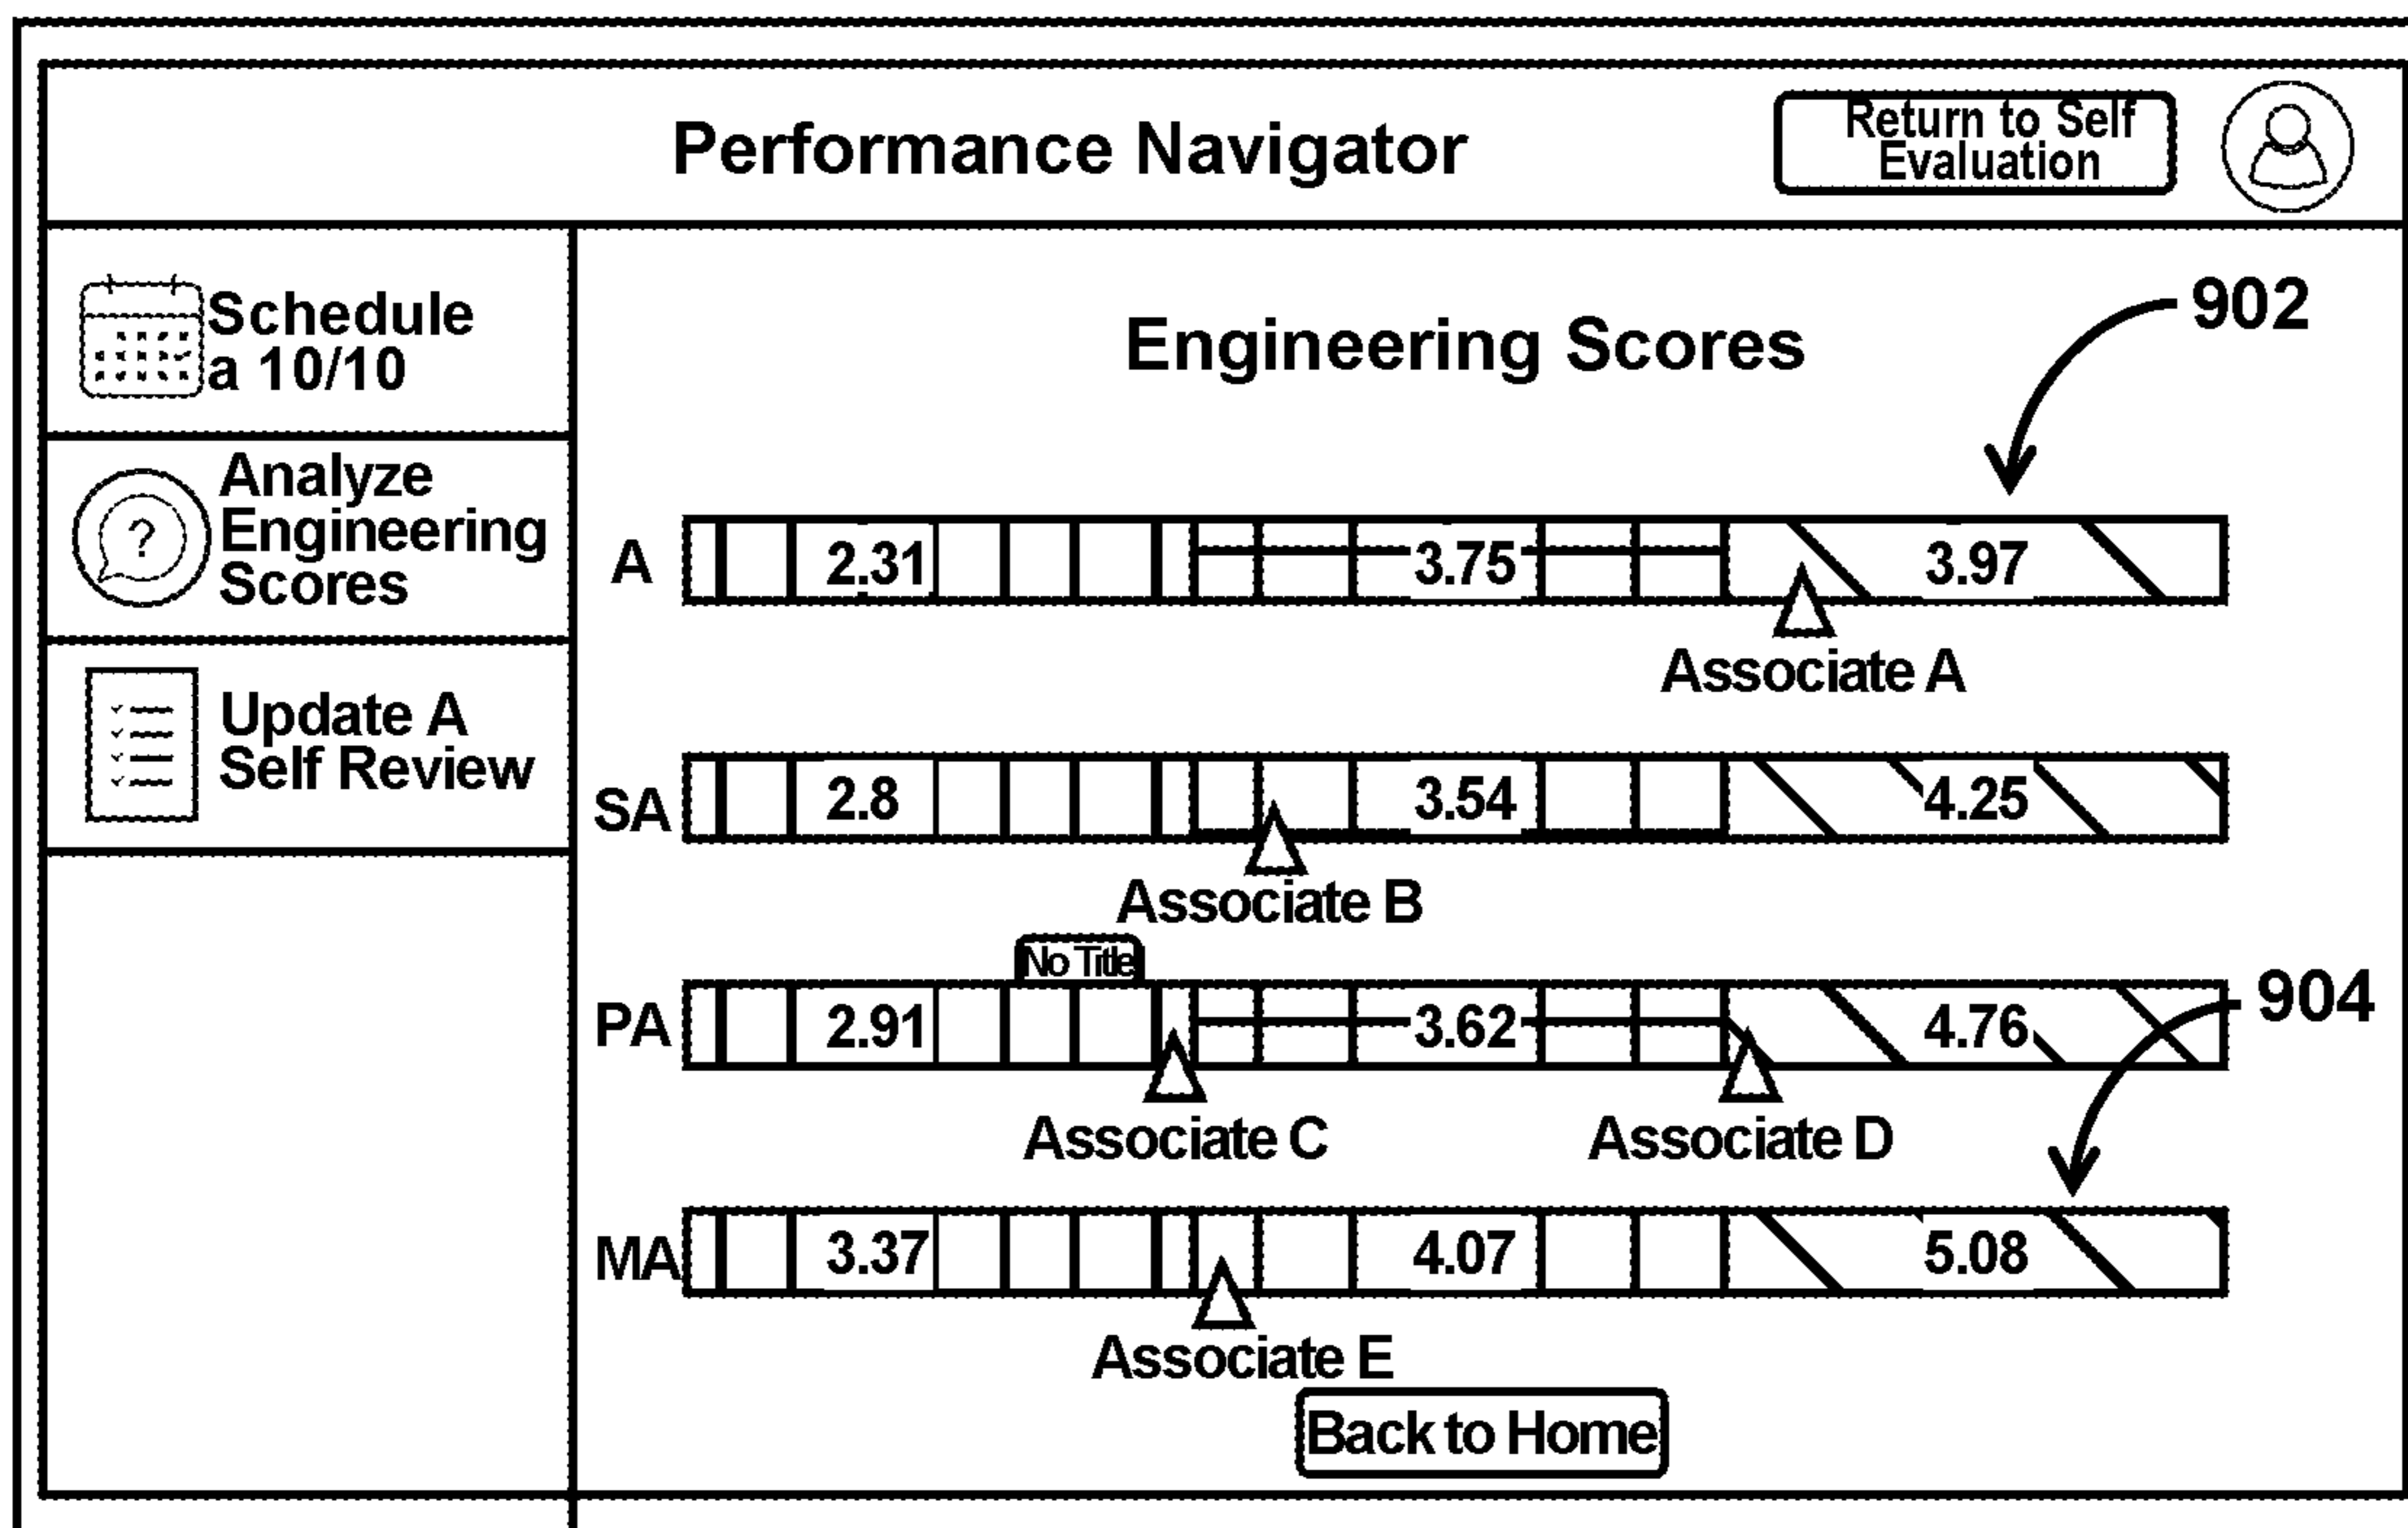 Performance Navigator
Return to Self
Evaluation
Schedule
a 10/10
?
Analyze
Engineering
Scores
Update A
Self Review
Engineering Scores
902
A 2.31 3.75 3.97
Associate A
SA 2.8 3.54 4.25
Associate B
No Title
PA 2.91 3.62 4.76
904
Associate C Associate D
MA 3.37 4.07 5.08
Associate E
Back to Home